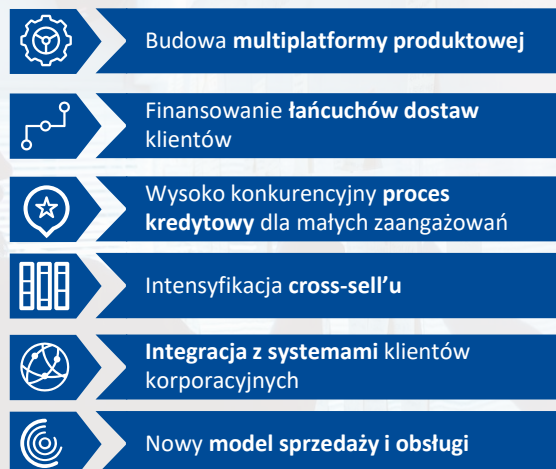 Budowa multiplatformy produktowej
Finansowanie łańcuchów dostaw
klientów
Wysoko konkurencyjny proces
kredytowy dla małych zaangażowań
Intensyfikacja cross-sell’u
Integracja z systemami klientów
korporacyjnych
Nowy model sprzedaży i obsługi